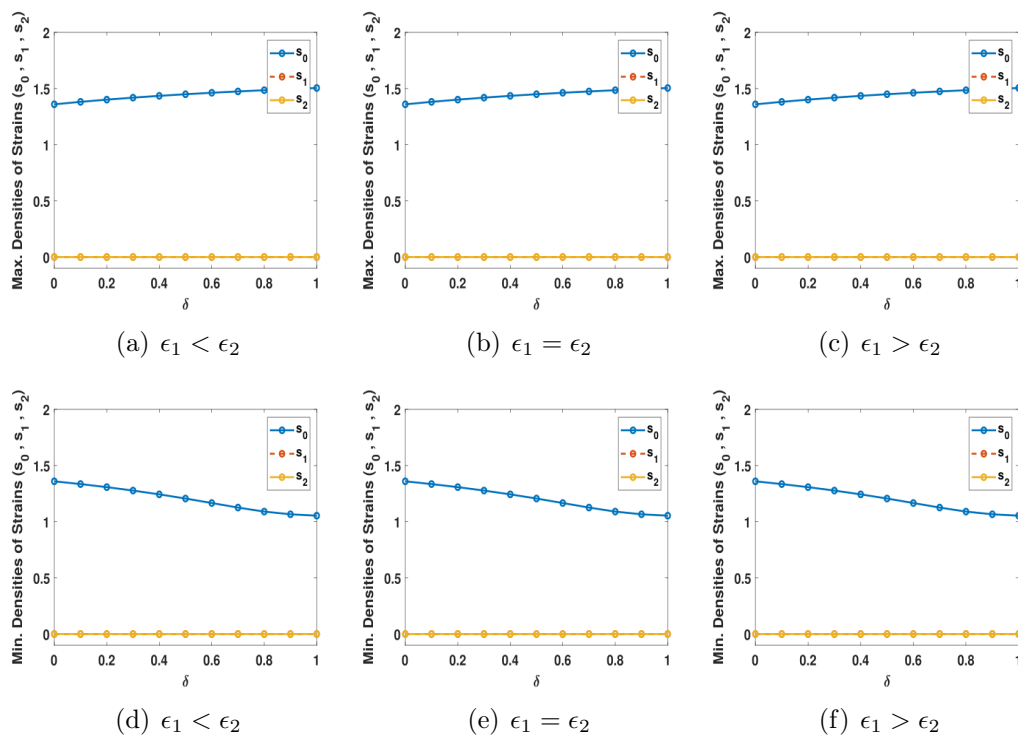 Max. Densities of Strains (s₀ , s₁ , s₂)
2
1.5
1
0.5
0
0 0.2 0.4 0.6 0.8 1
δ
s₀
s₁
s₂
(a) ϵ₁ < ϵ₂
Max. Densities of Strains (s₀ , s₁ , s₂)
2
1.5
1
0.5
0
0 0.2 0.4 0.6 0.8 1
δ
s₀
s₁
s₂
(b) ϵ₁ = ϵ₂
Max. Densities of Strains (s₀ , s₁ , s₂)
2
1.5
1
0.5
0
0 0.2 0.4 0.6 0.8 1
δ
s₀
s₁
s₂
(c) ϵ₁ > ϵ₂
Min. Densities of Strains (s₀ , s₁ , s₂)
2
1.5
1
0.5
0
0 0.2 0.4 0.6 0.8 1
δ
s₀
s₁
s₂
(d) ϵ₁ < ϵ₂
Min. Densities of Strains (s₀ , s₁ , s₂)
2
1.5
1
0.5
0
0 0.2 0.4 0.6 0.8 1
δ
s₀
s₁
s₂
(e) ϵ₁ = ϵ₂
Min. Densities of Strains (s₀ , s₁ , s₂)
2
1.5
1
0.5
0
0 0.2 0.4 0.6 0.8 1
δ
s₀
s₁
s₂
(f) ϵ₁ > ϵ₂